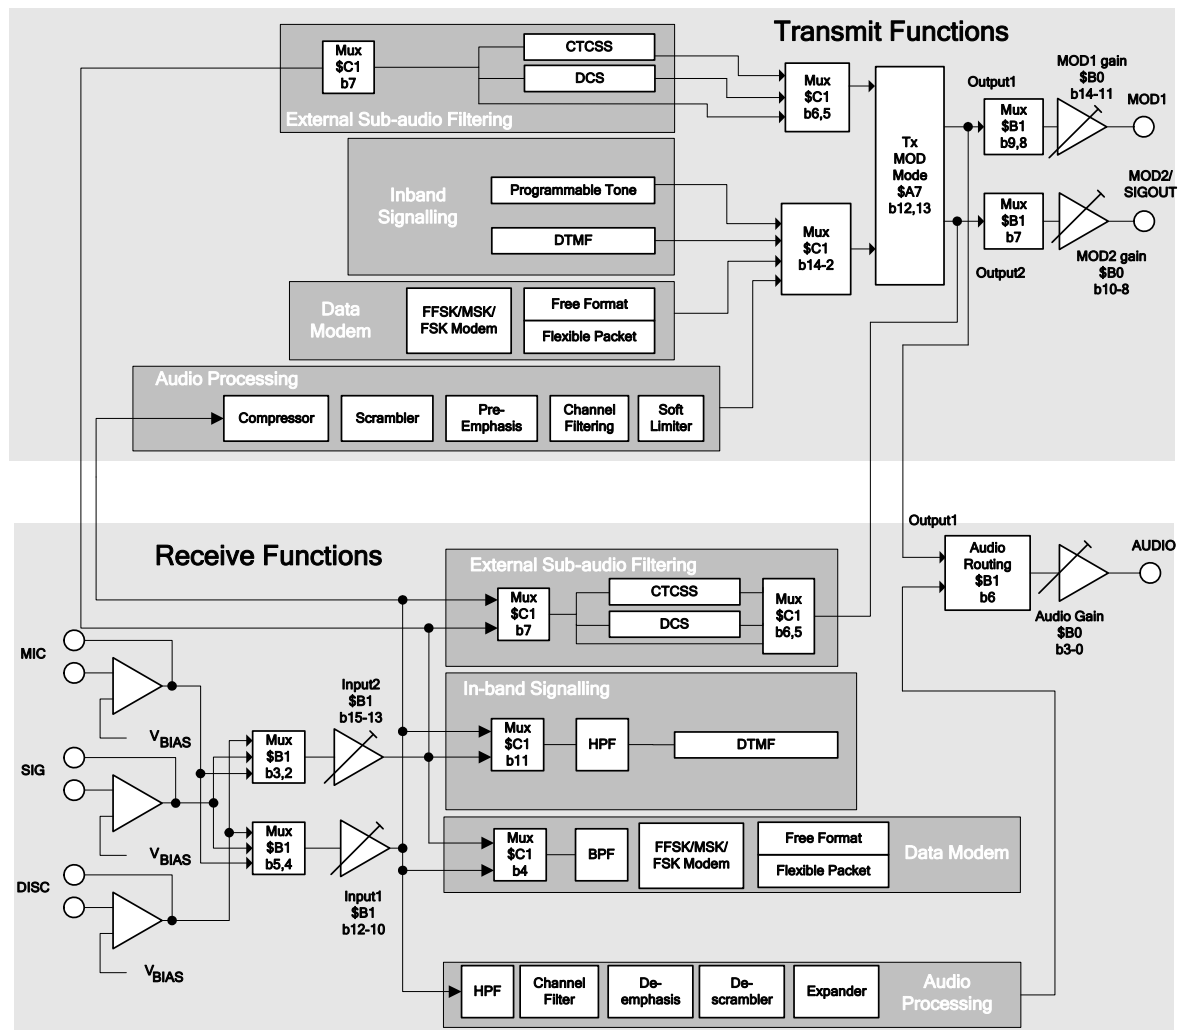 Transmit Functions
Mux
$C1
b7
CTCSS
DCS
External Sub-audio Filtering
Mux
$C1
b6,5
Tx
MOD
Mode
$A7
b12,13
Output1
Mux
$B1
b9,8
MOD1 gain
$B0
b14-11
MOD1
Inband
Signalling
Programmable Tone
DTMF
Mux
$C1
b14-2
Mux
$B1
b7
MOD2/
SIGOUT
Output2
MOD2 gain
$B0
b10-8
Data
Modem
FFSK/MSK/
FSK Modem
Free Format
Flexible Packet
Audio Processing
Compressor
Scrambler
Pre-
Emphasis
Channel
Filtering
Soft
Limiter
Receive Functions
Output1
Audio
Routing
$B1
b6
AUDIO
Audio Gain
$B0
b3-0
External Sub-audio Filtering
Mux
$C1
b7
CTCSS
DCS
Mux
$C1
b6,5
MIC
VBIAS
SIG
VBIAS
DISC
VBIAS
Mux
$B1
b3,2
Input2
$B1
b15-13
Mux
$B1
b5,4
Input1
$B1
b12-10
In-band Signalling
Mux
$C1
b11
HPF
DTMF
Mux
$C1
b4
BPF
FFSK/MSK/
FSK Modem
Free Format
Flexible Packet
Data Modem
HPF
Channel
Filter
De-
emphasis
De-
scrambler
Expander
Audio
Processing